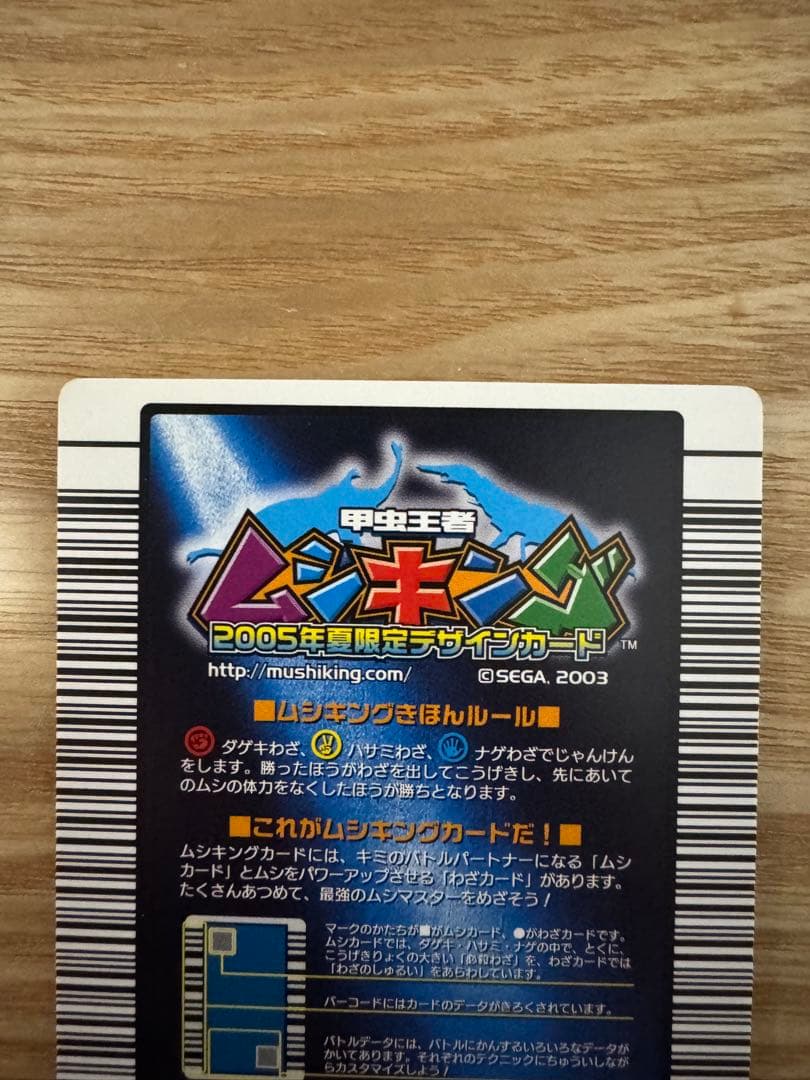 甲虫王者
ムシキング
2005年夏限定デザインカード
TM
http://mushiking.com/ ©SEGA, 2003
■ムシキングきほんルール■
ダゲキわざ、ハサミわざ、ナゲわざでじゃんけん
をします。勝ったほうがわざを出してこうげきし、先にあいて
のムシの体力をなくしたほうが勝ちとなります。
■これがムシキングカードだ！■
ムシキングカードには、キミのバトルパートナーになる「ムシ
カード」とムシをパワーアップさせる「わざカード」があります。
たくさんあつめて、最強のムシマスターをめざそう！
マークのかたちが■がムシカード、●がわざカードです。
ムシカードでは、ダゲキ・ハサミ・ナゲの中で、とくに、
こうげきりょくの大きい「必殺わざ」を、わざカードでは
「わざのしゅるい」をあらわしています。
バーコードにはカードのデータがきろくされています。
バトルデータには、バトルにかんするいろいろなデータが
かいてあります。それぞれのテクニックにちゅういしなが
らカスタマイズしよう！